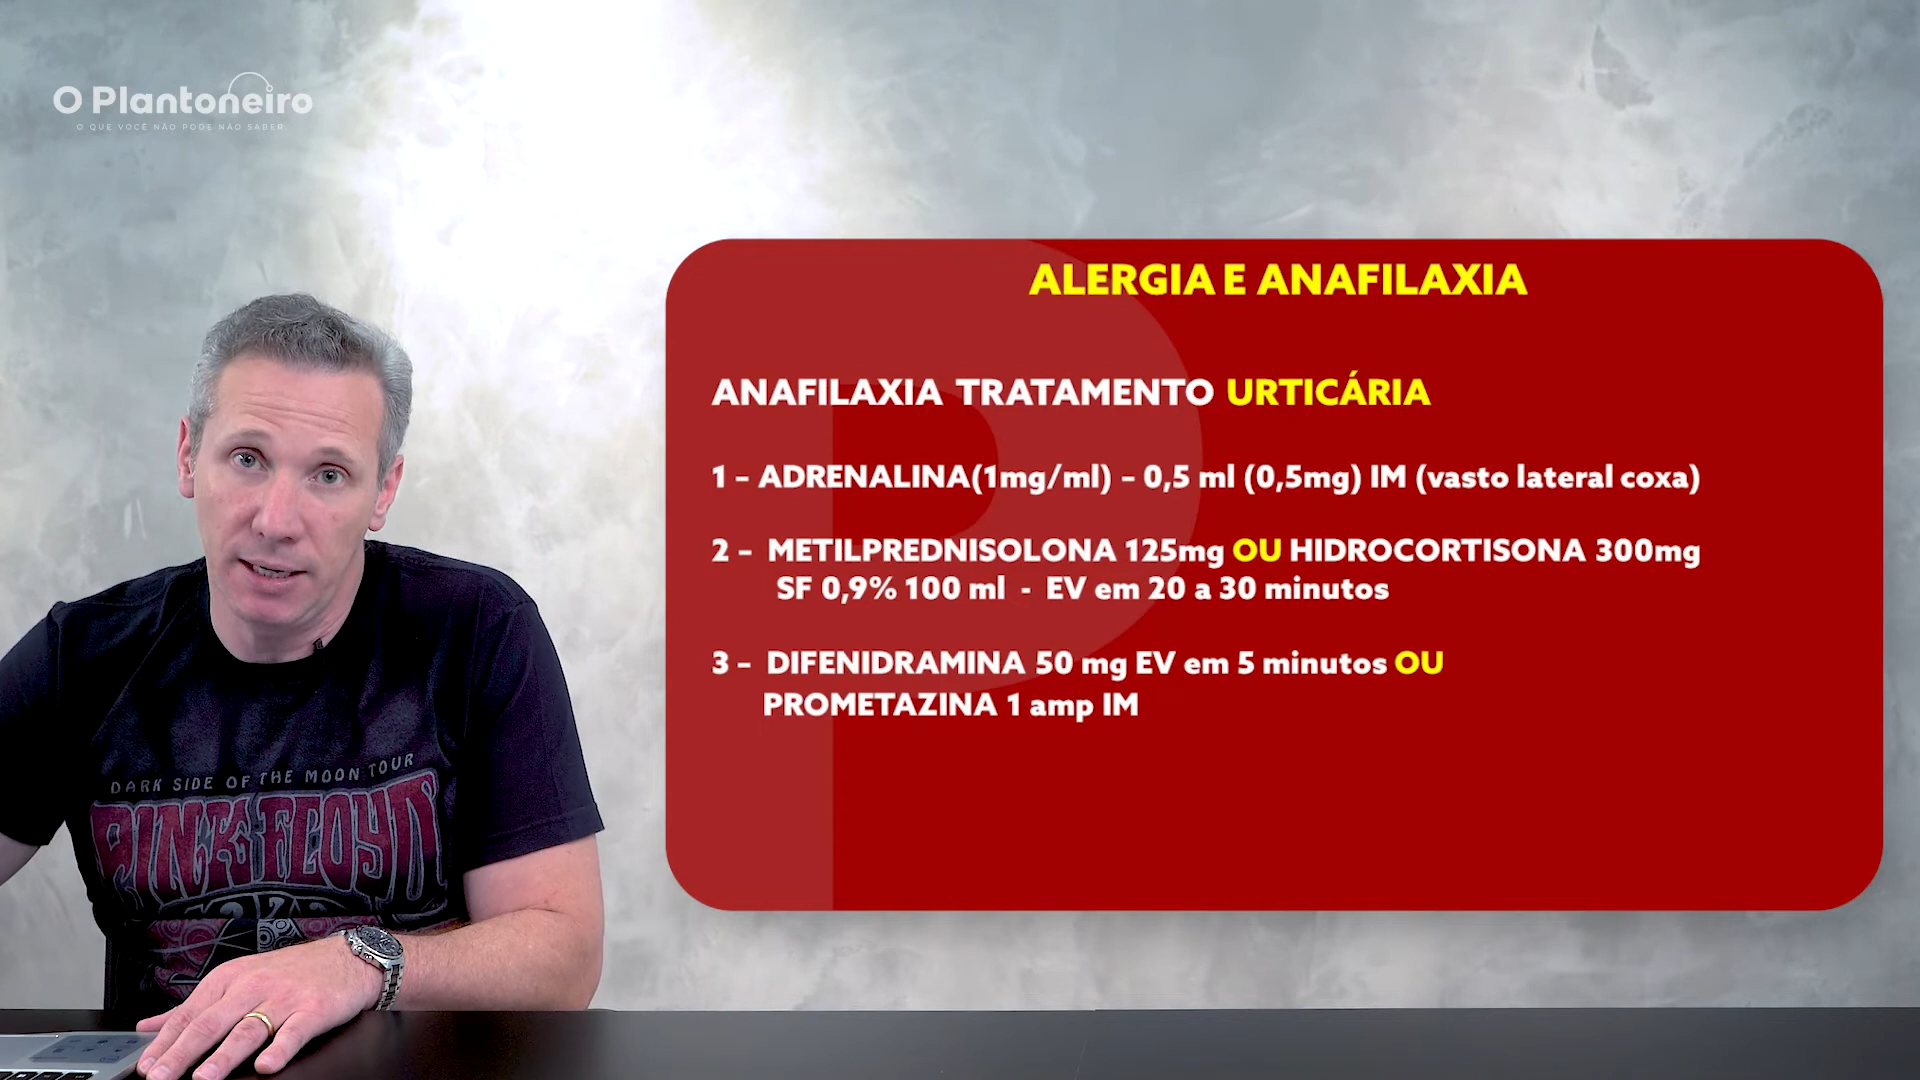 O Plantoneiro
O QUE VOCÊ NÃO PODE NÃO SABER.
ALERGIA E ANAFILAXIA
ANAFILAXIA TRATAMENTO URTICÁRIA
1 – ADRENALINA(1mg/ml) – 0,5 ml (0,5mg) IM (vasto lateral coxa)
2 – METILPREDNISOLONA 125mg OU HIDROCORTISONA 300mg
SF 0,9% 100 ml - EV em 20 a 30 minutos
3 – DIFENIDRAMINA 50 mg EV em 5 minutos OU
PROMETAZINA 1 amp IM
DARK SIDE OF THE MOON TOUR
PINK FLOYD